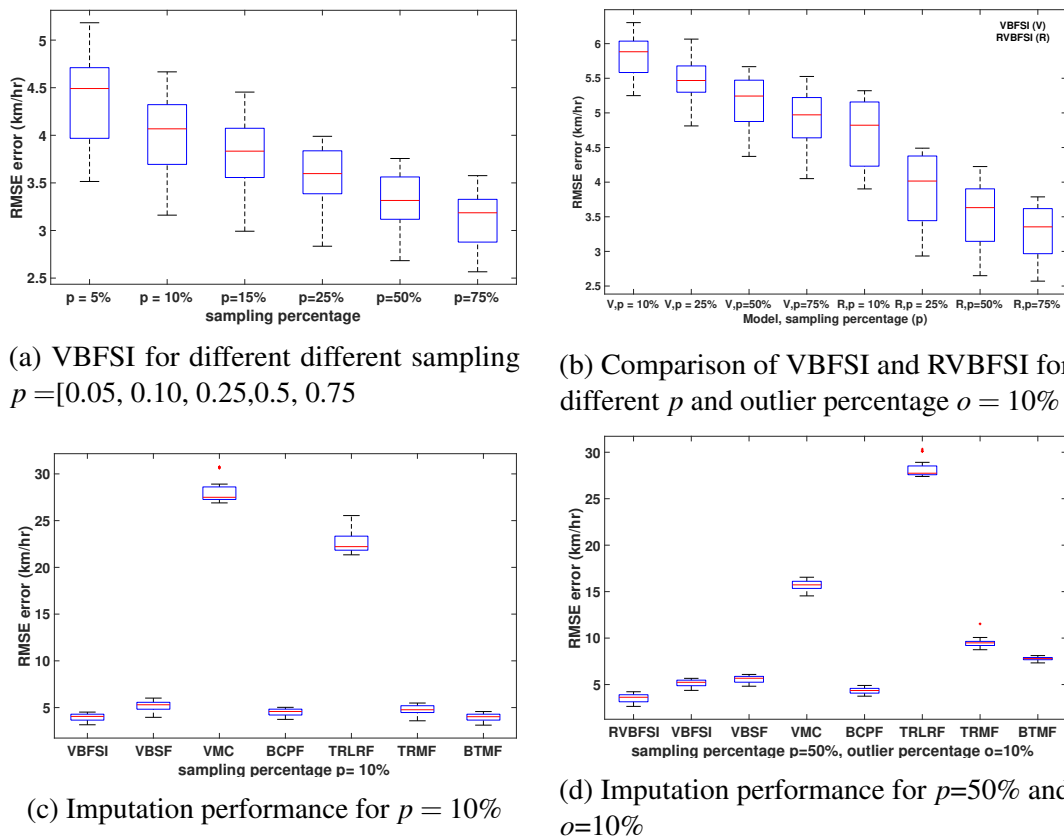 5
4.5
4
3.5
3
2.5
RMSE error (km/hr)
p = 5% p = 10% p=15% p=25% p=50% p=75%
sampling percentage
(a) VBFSI for different different sampling
p =[0.05, 0.10, 0.25,0.5, 0.75
VBFSI (V)
RVBFSI (R)
6
5.5
5
4.5
4
3.5
3
2.5
RMSE error (km/hr)
V,p = 10% V,p = 25% V,p=50% V,p=75% R,p = 10% R,p = 25% R,p=50% R,p=75%
Model, sampling percentage (p)
(b) Comparison of VBFSI and RVBFSI for
different p and outlier percentage o = 10%
30
25
20
15
10
5
RMSE error (km/hr)
VBFSI VBSF VMC BCPF TRLRF TRMF BTMF
sampling percentage p= 10%
(c) Imputation performance for p = 10%
30
25
20
15
10
5
RMSE error (km/hr)
RVBFSI VBFSI VBSF VMC BCPF TRLRF TRMF BTMF
sampling percentage p=50%, outlier percentage o=10%
(d) Imputation performance for p=50% and
o=10%